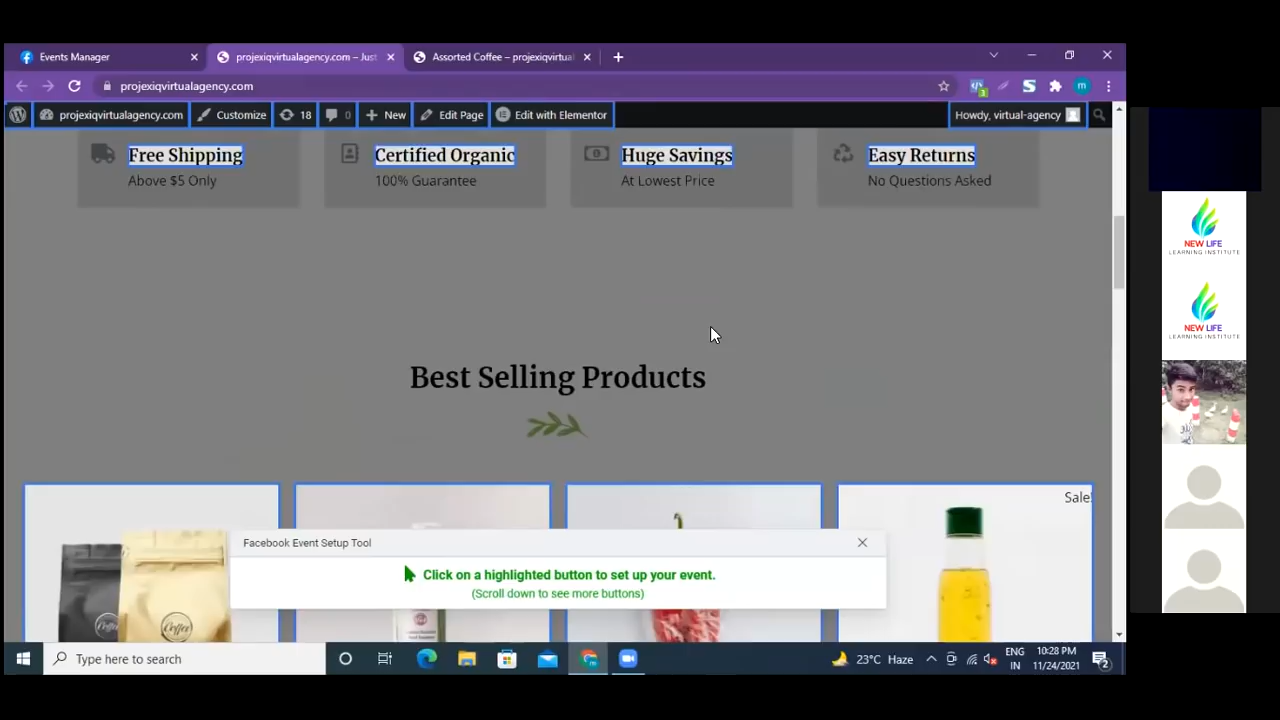 Events Manager
projexiqvirtualagency.com – Just
Assorted Coffee – projexiqvirtual
projexiqvirtualagency.com
3
m
projexiqvirtualagency.com
Customize
18
0
New
Edit Page
Edit with Elementor
Howdy, virtual-agency
Free Shipping
Certified Organic
Huge Savings
Easy Returns
Above $5 Only
100% Guarantee
At Lowest Price
No Questions Asked
Best Selling Products
Sale!
Facebook Event Setup Tool
Click on a highlighted button to set up your event.
(Scroll down to see more buttons)
Coffee
Type here to search
23°C Haze
ENG
IN
10:28 PM
11/24/2021
2
NEW LIFE
LEARNING INSTITUTE
NEW LIFE
LEARNING INSTITUTE